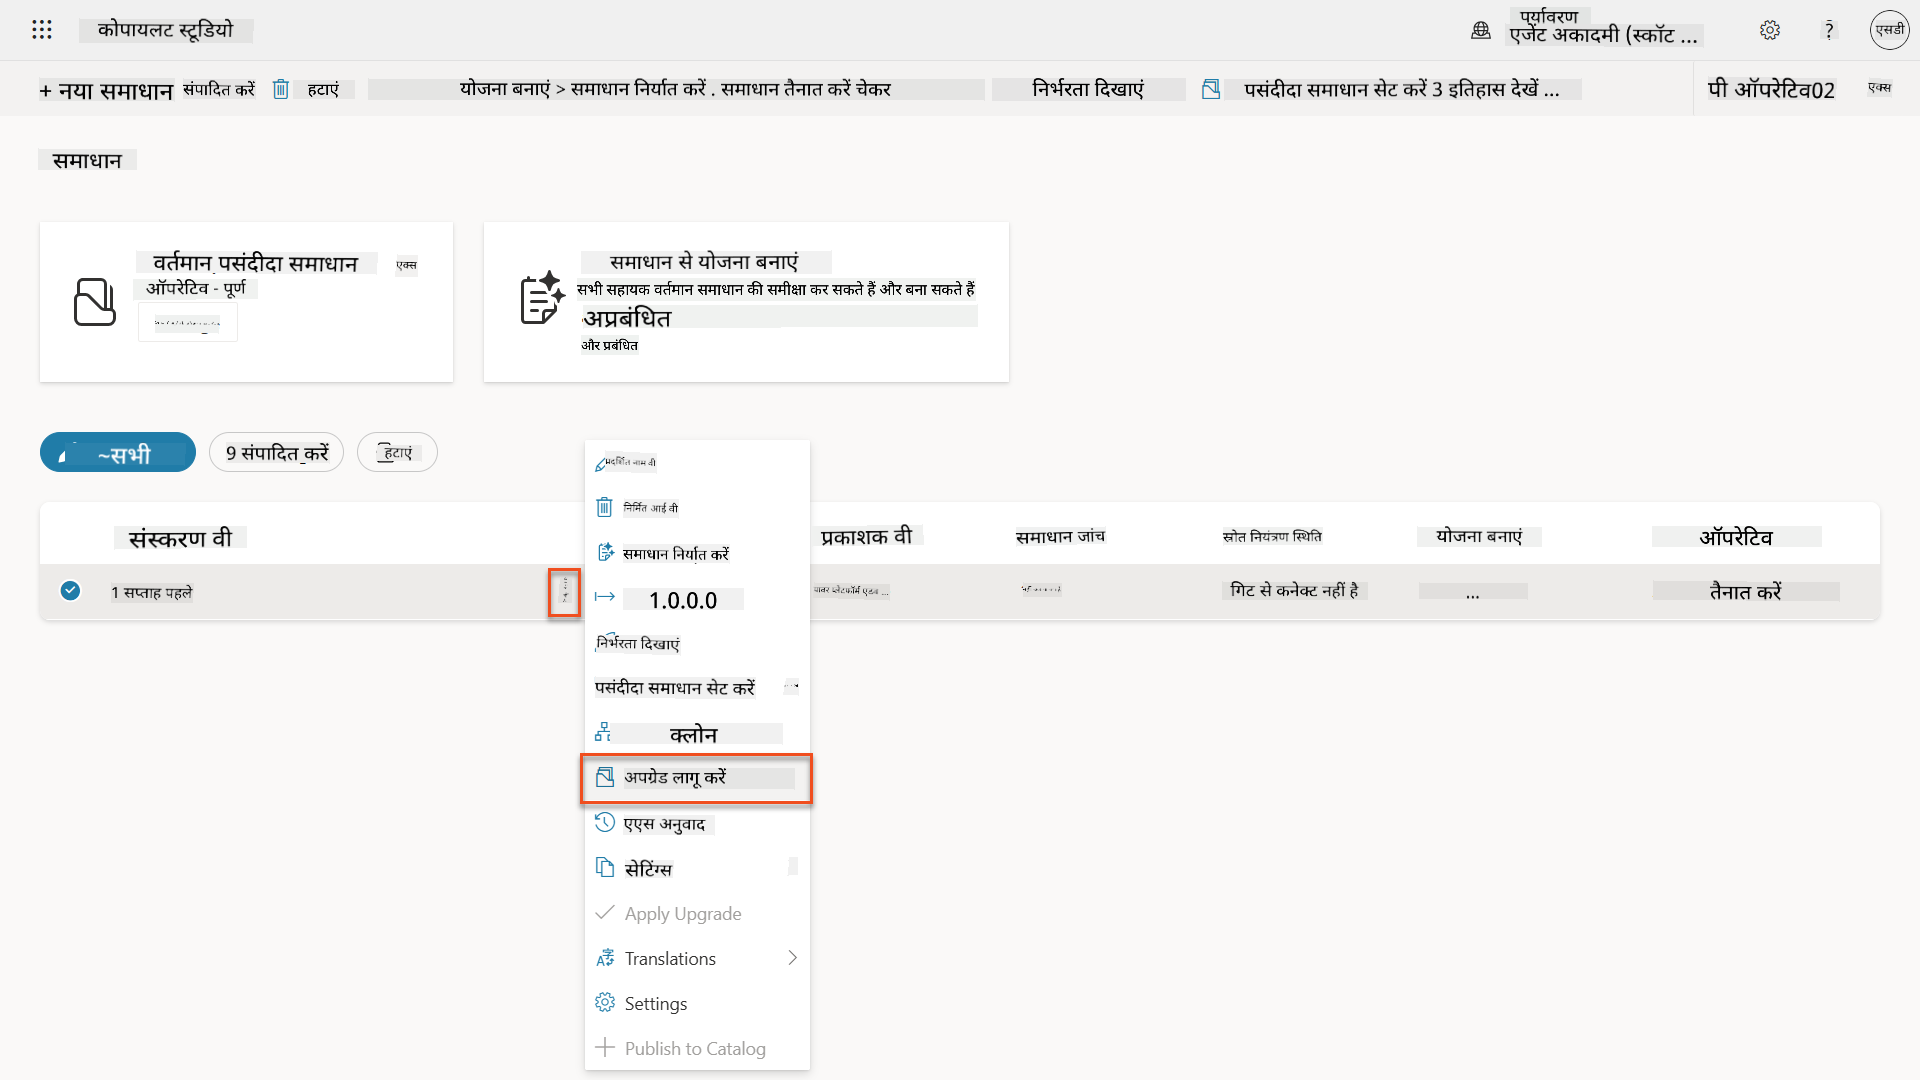 कोपायलट स्टूडियो
पर्यावरण
एजेंट अकादमी (स्कॉट ...
?
एसडी
+ नया समाधान संपादित करें हटाएं योजना बनाएं > समाधान निर्यात करें . समाधान तैनात करें चेकर निर्भरता दिखाएं पसंदीदा समाधान सेट करें 3 इतिहास देखें ... पी ऑपरेटिव02 एक्स
समाधान
वर्तमान पसंदीदा समाधान एक्स
ऑपरेटिव - पूर्ण
समाधान से योजना बनाएं
सभी सहायक वर्तमान समाधान की समीक्षा कर सकते हैं और बना सकते हैं
अप्रबंधित
और प्रबंधित
~सभी 9 संपादित करें हटाएं
प्रदर्शित नाम वी
निर्मित आई वी
समाधान निर्यात करें
1.0.0.0
निर्भरता दिखाएं
पसंदीदा समाधान सेट करें
क्लोन
अपग्रेड लागू करें
एएस अनुवाद
सेटिंग्स
Apply Upgrade
Translations
Settings
Publish to Catalog
संस्करण वी प्रकाशक वी समाधान जांच स्रोत नियंत्रण स्थिति योजना बनाएं ऑपरेटिव
1 सप्ताह पहले पावर प्लेटफॉर्म एडव ... गिट से कनेक्ट नहीं है ... तैनात करें